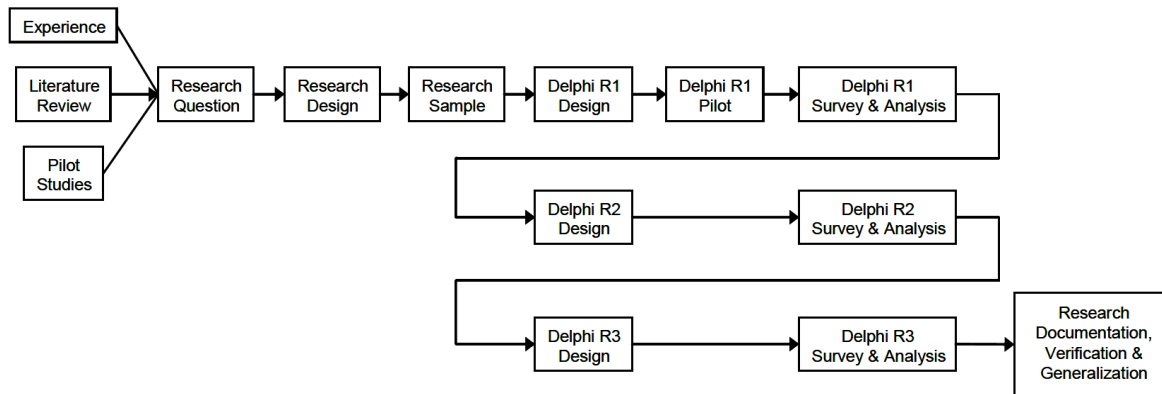 Experience
Literature
Review
Pilot
Studies
Research
Question
Research
Design
Research
Sample
Delphi R1
Design
Delphi R1
Pilot
Delphi R1
Survey & Analysis
Delphi R2
Design
Delphi R2
Survey & Analysis
Delphi R3
Design
Delphi R3
Survey & Analysis
Research
Documentation,
Verification &
Generalization